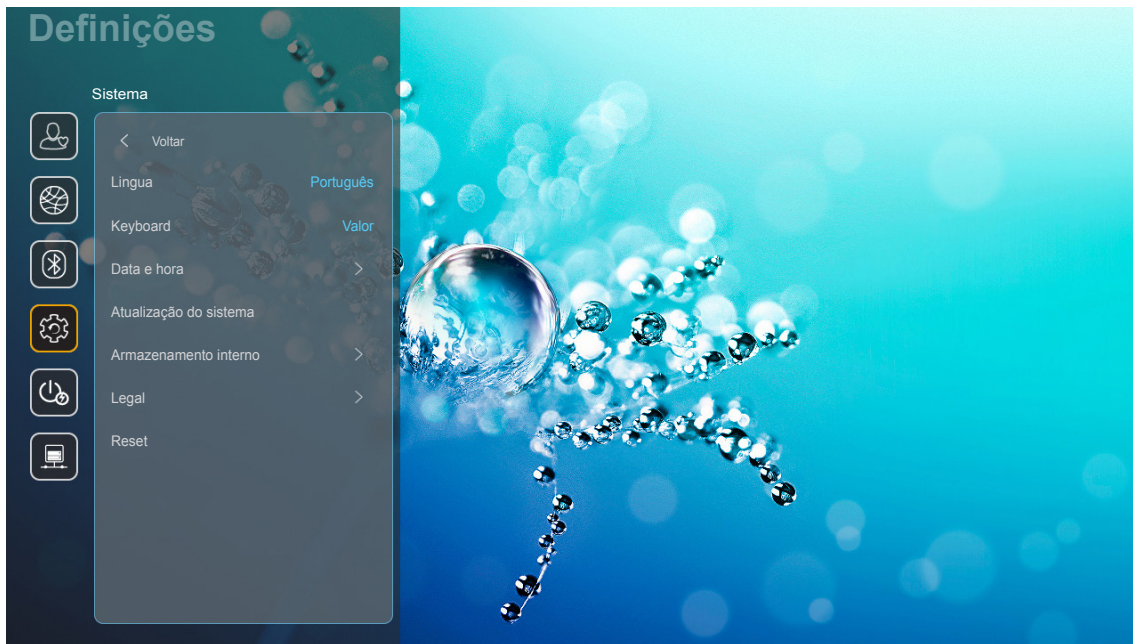 Definições
Sistema
Voltar
Lingua Português
Keyboard Valor
Data e hora
Atualização do sistema
Armazenamento interno
Legal
Reset